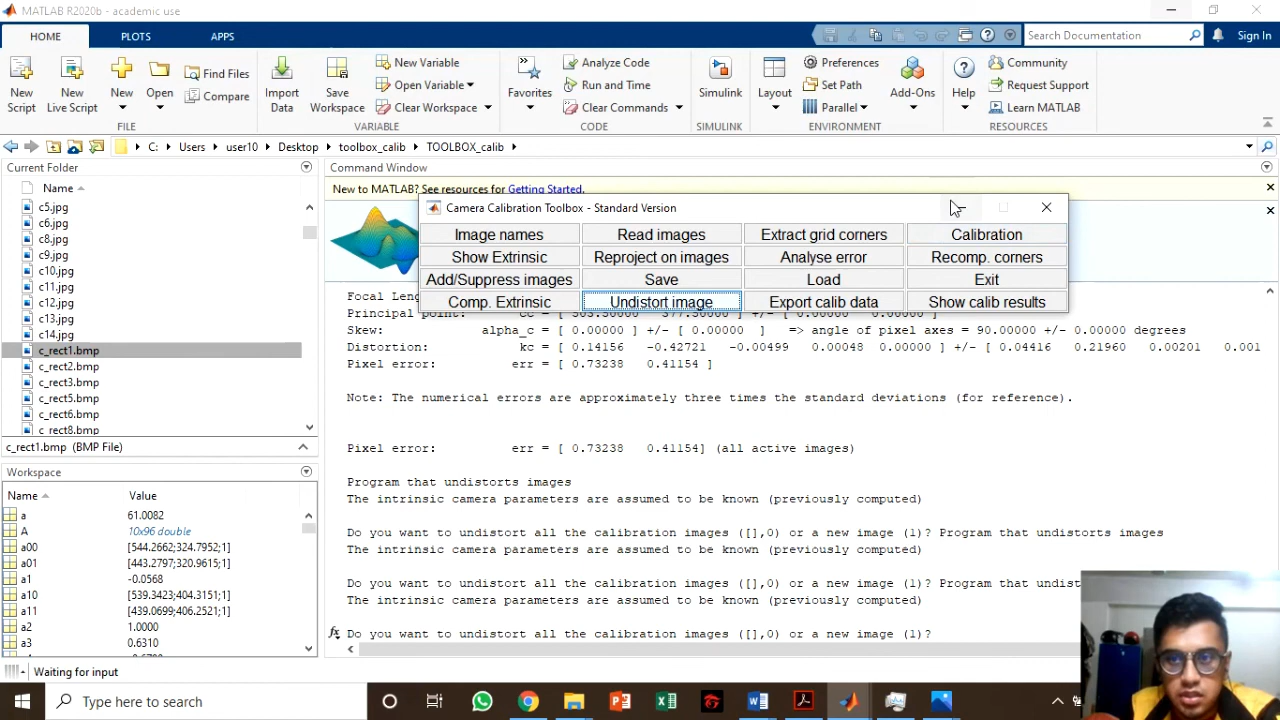 MATLAB R2020b - academic use
HOME PLOTS APPS
Search Documentation Sign In
New Script
New Live Script
New
Open
Find Files
Compare
FILE
Import Data
Save Workspace
New Variable
Open Variable
Clear Workspace
VARIABLE
Favorites
Analyze Code
Run and Time
Clear Commands
CODE
Simulink
SIMULINK
Layout
Preferences
Set Path
Parallel
ENVIRONMENT
Add-Ons
Help
Community
Request Support
Learn MATLAB
RESOURCES
C: Users user10 Desktop toolbox_calib TOOLBOX_calib
Current Folder
Name
c5.jpg
c6.jpg
c8.jpg
c9.jpg
c10.jpg
c11.jpg
c12.jpg
c13.jpg
c14.jpg
c_rect1.bmp
c_rect2.bmp
c_rect3.bmp
c_rect5.bmp
c_rect6.bmp
c_rect8.bmp
c_rect1.bmp (BMP File)
Workspace
Name Value
a 61.0082
A 10x96 double
a00 [544.2662;324.7952;1]
a01 [443.2797;320.9615;1]
a1 -0.0568
a10 [539.3423;404.3151;1]
a11 [439.0699;406.2521;1]
a2 1.0000
a3 0.6310
Command Window
New to MATLAB? See resources for Getting Started.
Camera Calibration Toolbox - Standard Version
Image names Read images Extract grid corners Calibration
Show Extrinsic Reproject on images Analyse error Recomp. corners
Add/Suppress images Save Load Exit
Comp. Extrinsic Undistort image Export calib data Show calib results
Focal Len
Principal point:
Skew: alpha_c = [ 0.00000 ] +/- [ 0.00000 ] => angle of pixel axes = 90.00000 +/- 0.00000 degrees
Distortion: kc = [ 0.14156 -0.42721 -0.00499 0.00048 0.00000 ] +/- [ 0.04416 0.21960 0.00201 0.001
Pixel error: err = [ 0.73238 0.41154 ]
Note: The numerical errors are approximately three times the standard deviations (for reference).
Pixel error: err = [ 0.73238 0.41154] (all active images)
Program that undistorts images
The intrinsic camera parameters are assumed to be known (previously computed)
Do you want to undistort all the calibration images ([],0) or a new image (1)? Program that undistorts images
The intrinsic camera parameters are assumed to be known (previously computed)
Do you want to undistort all the calibration images ([],0) or a new image (1)? Program that undist
The intrinsic camera parameters are assumed to be known (previously computed)
fx Do you want to undistort all the calibration images ([],0) or a new image (1)?
Waiting for input
Type here to search